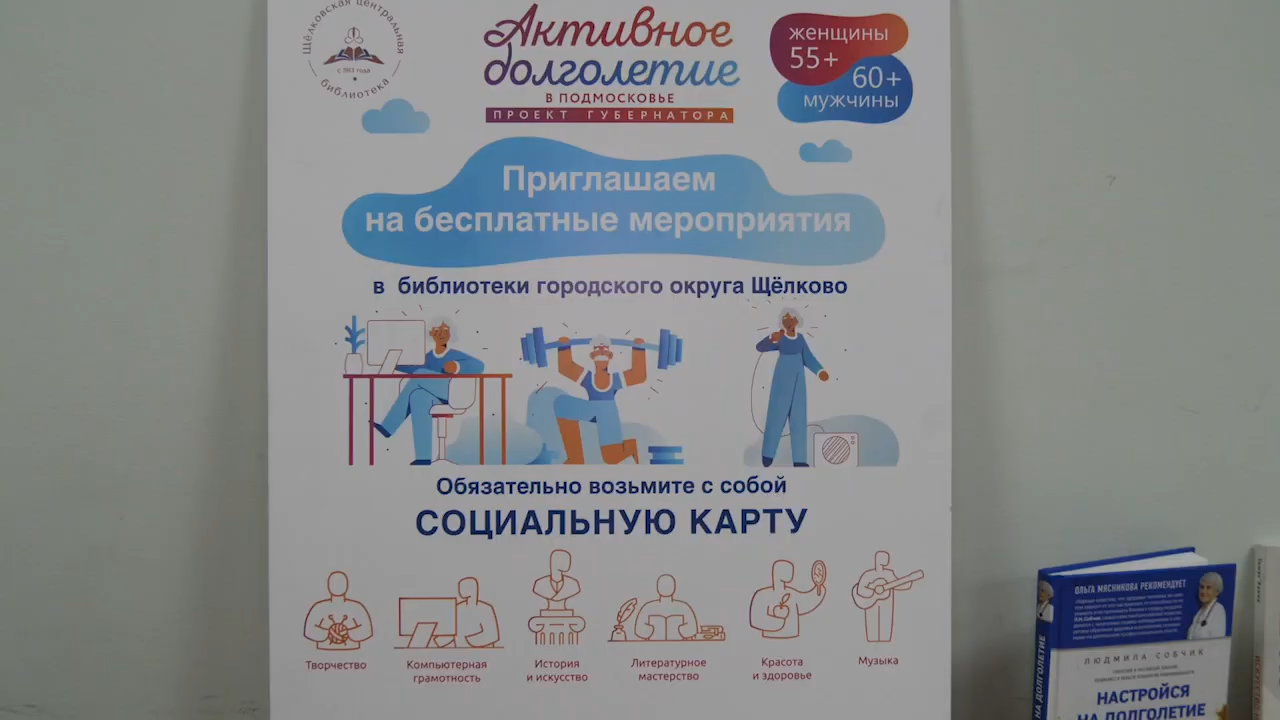 Щёлковская центральная
библиотека
Активное
долголетие
В ПОДМОСКОВЬЕ
ПРОЕКТ ГУБЕРНАТОРА
женщины
55+
60+
мужчины
Приглашаем
на бесплатные мероприятия
в библиотеки городского округа Щёлково
Обязательно возьмите с собой
СОЦИАЛЬНУЮ КАРТУ
Творчество
Компьютерная
грамотность
История
и искусство
Литературное
мастерство
Красота
и здоровье
Музыка
ОЛЬГА МЯСНИКОВА РЕКОМЕНДУЕТ
ЛЮДМИЛА СОБЧИК
НАСТРОЙСЯ
НА ДОЛГОЛЕТИЕ
НА ДОЛГОЛЕТИЕ